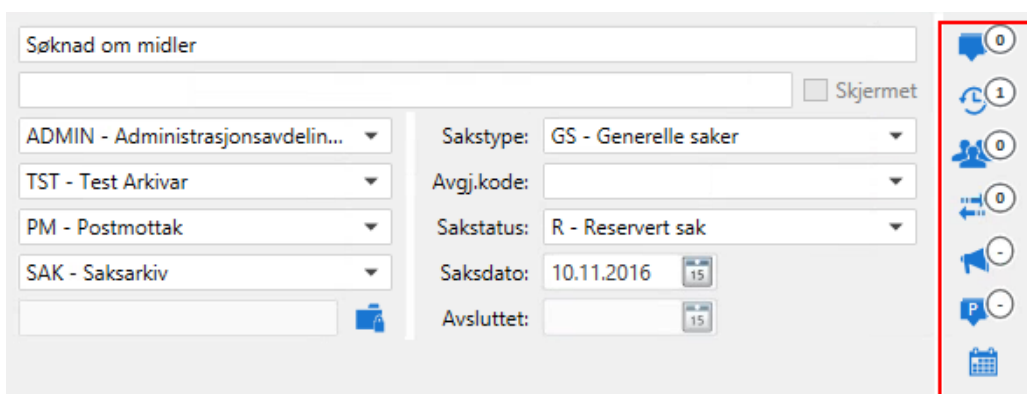 Søknad om midler
0
Skjermet
1
ADMIN - Administrasjonsavdelin... Sakstype: GS - Generelle saker
0
TST - Test Arkivar Avgj.kode:
0
PM - Postmottak Sakstatus: R - Reservert sak
-
SAK - Saksarkiv Saksdato: 10.11.2016 15
P -
Avsluttet: 15